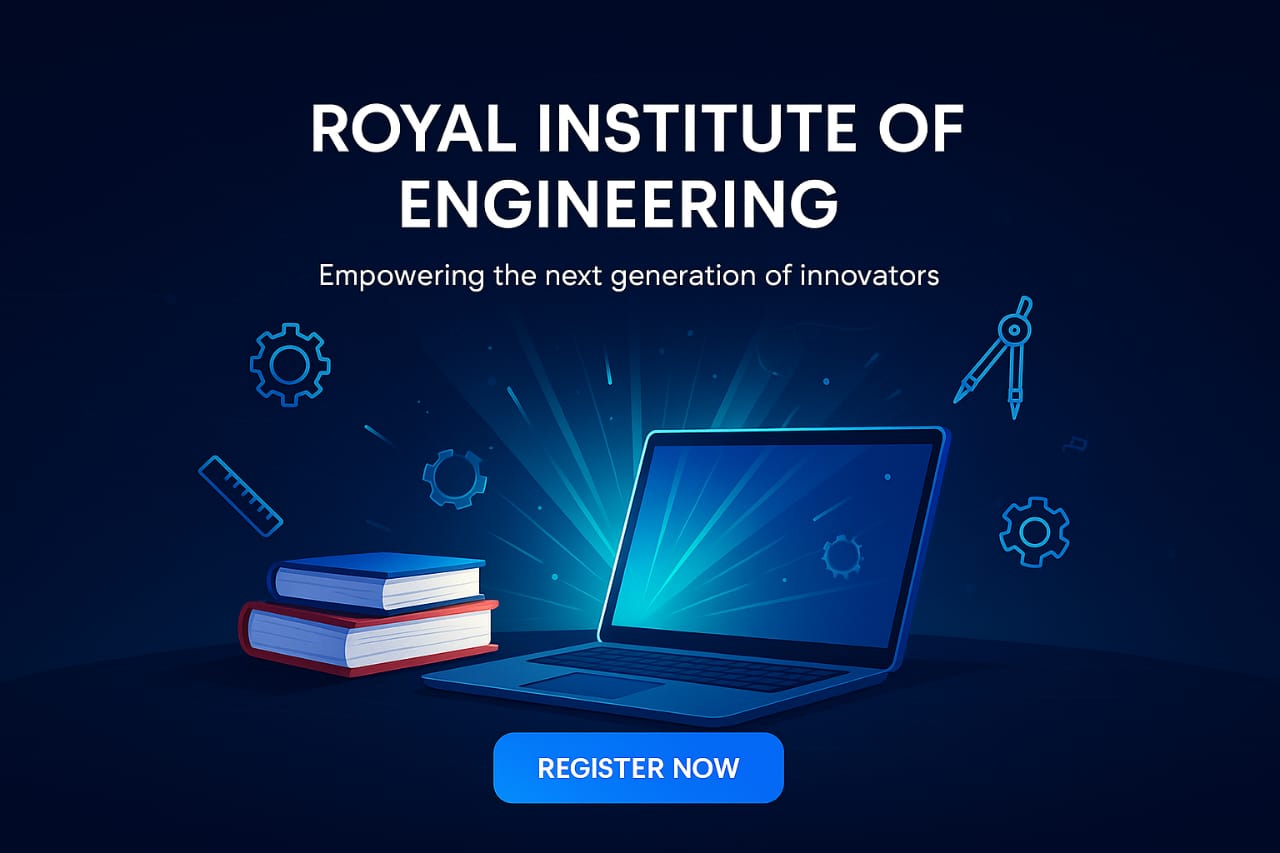 ROYAL INSTITUTE OF
ENGINEERING
Empowering the next generation of innovators
REGISTER NOW